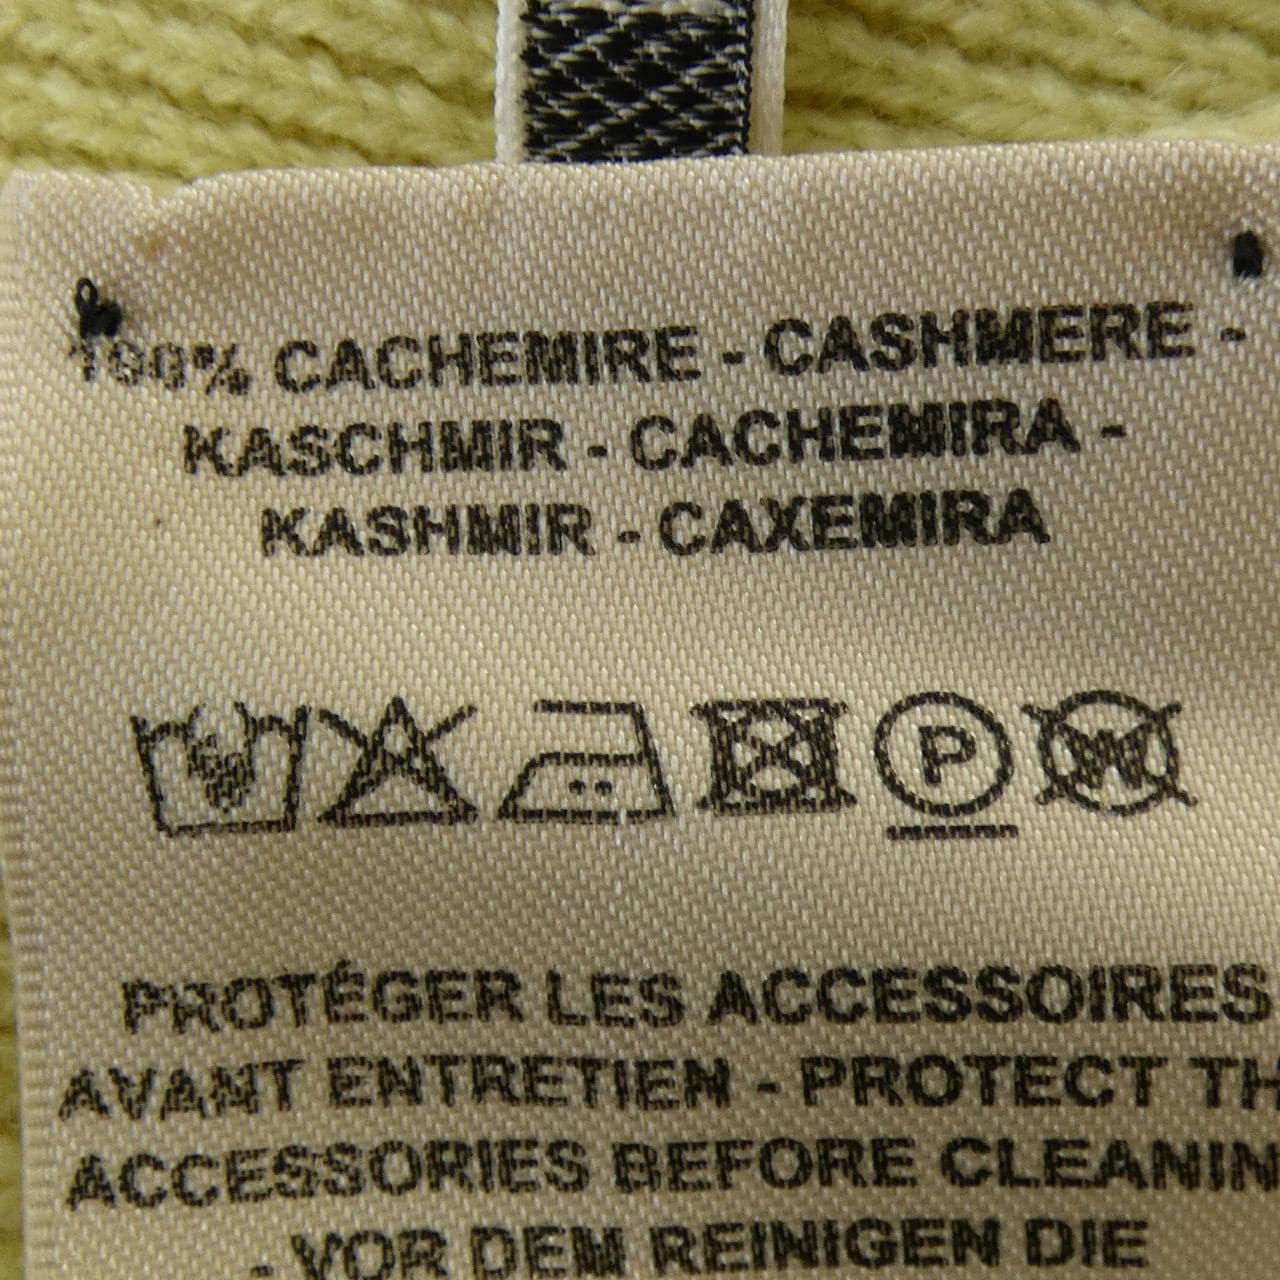 100% CACHEMIRE - CASHMERE -
KASCHMIR - CACHEMIRA -
KASHMIR - CAXEMIRA
P W
PROTÉGER LES ACCESSOIRES
AVANT ENTRETIEN - PROTECT TH
ACCESSORIES BEFORE CLEANIN
- VOR DEM REINIGEN DIE